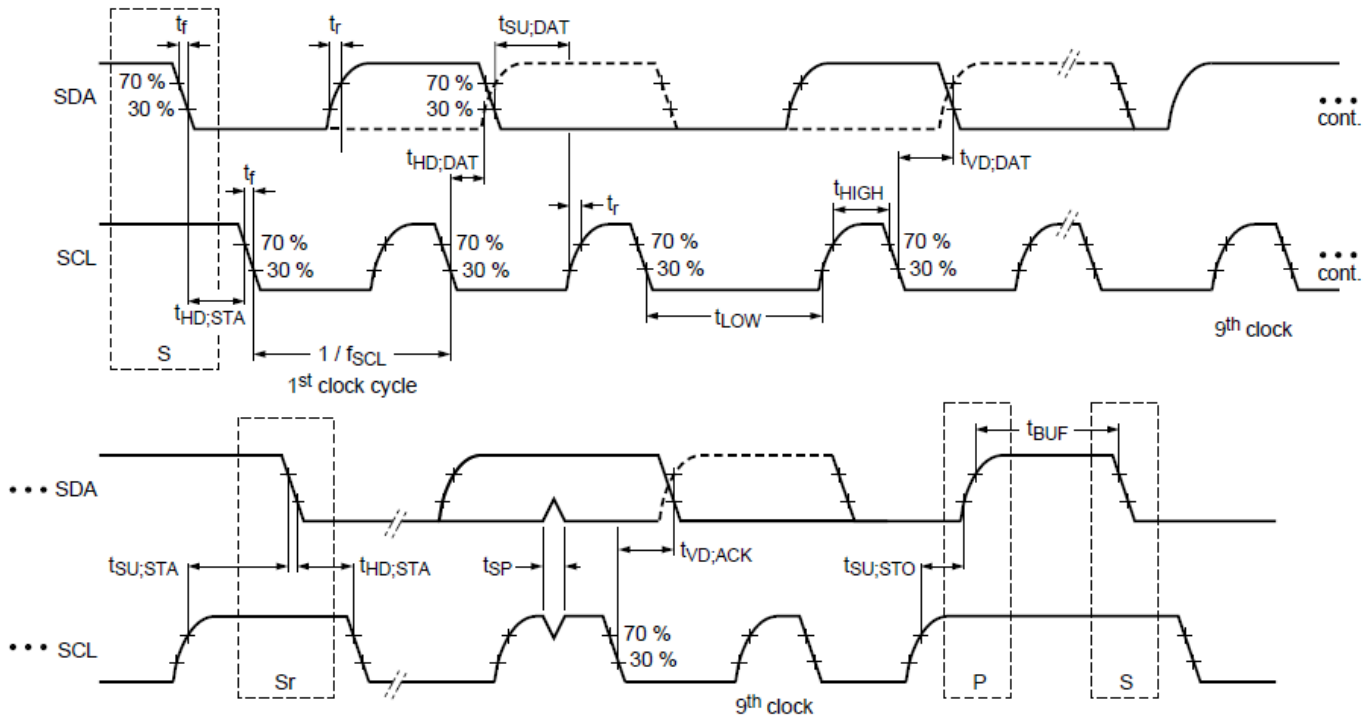 tf tr tSU;DAT
70 % 70 %
SDA
30 % 30 %
••• cont.
tHD;DAT tVD;DAT
tf tr tHIGH
70 % 70 % 70 % 70 %
SCL
30 % 30 % 30 % 30 %
••• cont.
tHD;STA tLOW
9th clock
S 1 / fSCL
1st clock cycle
tBUF
••• SDA
tSU;STA tHD;STA tSP tVD;ACK tSU;STO
70 %
••• SCL
30 %
Sr P S
9th clock